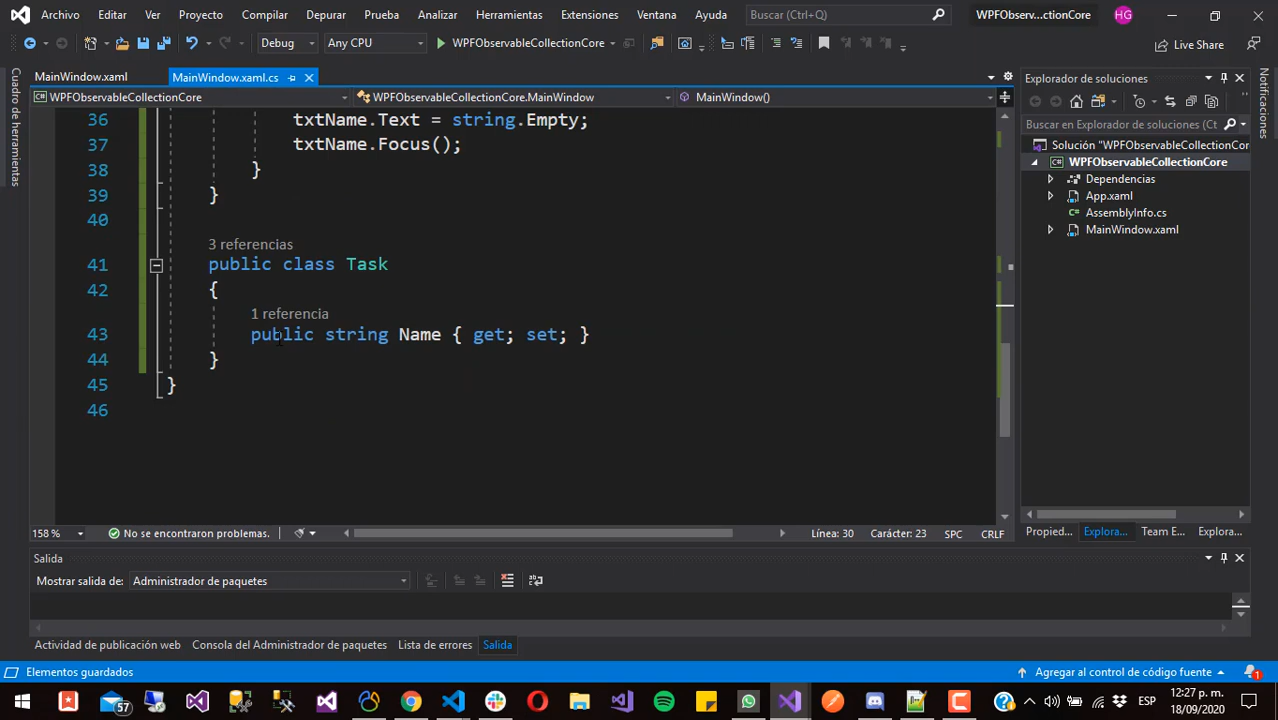 Archivo Editar Ver Proyecto Compilar Depurar Prueba Analizar Herramientas Extensiones Ventana Ayuda Buscar (Ctrl+Q) WPFObserv...ctionCore HG
Debug Any CPU WPFObservableCollectionCore Live Share
Cuadro de herramientas
MainWindow.xaml MainWindow.xaml.cs
WPFObservableCollectionCore WPFObservableCollectionCore.MainWindow MainWindow()
36 txtName.Text = string.Empty;
37 txtName.Focus();
38 }
39 }
40
3 referencias
41 public class Task
42 {
1 referencia
43 public string Name { get; set; }
44 }
45 }
46
158 % No se encontraron problemas. Línea: 30 Carácter: 23 SPC CRLF
Explorador de soluciones
Buscar en Explorador de soluciones (Ct
Solución "WPFObservableCollectionCor
WPFObservableCollectionCore
Dependencias
App.xaml
AssemblyInfo.cs
MainWindow.xaml
Propied... Explora... Team E... Explora...
Notificaciones
Salida
Mostrar salida de: Administrador de paquetes
Actividad de publicación web Consola del Administrador de paquetes Lista de errores Salida
Elementos guardados Agregar al control de código fuente 1
57 ESP 12:27 p. m.
18/09/2020